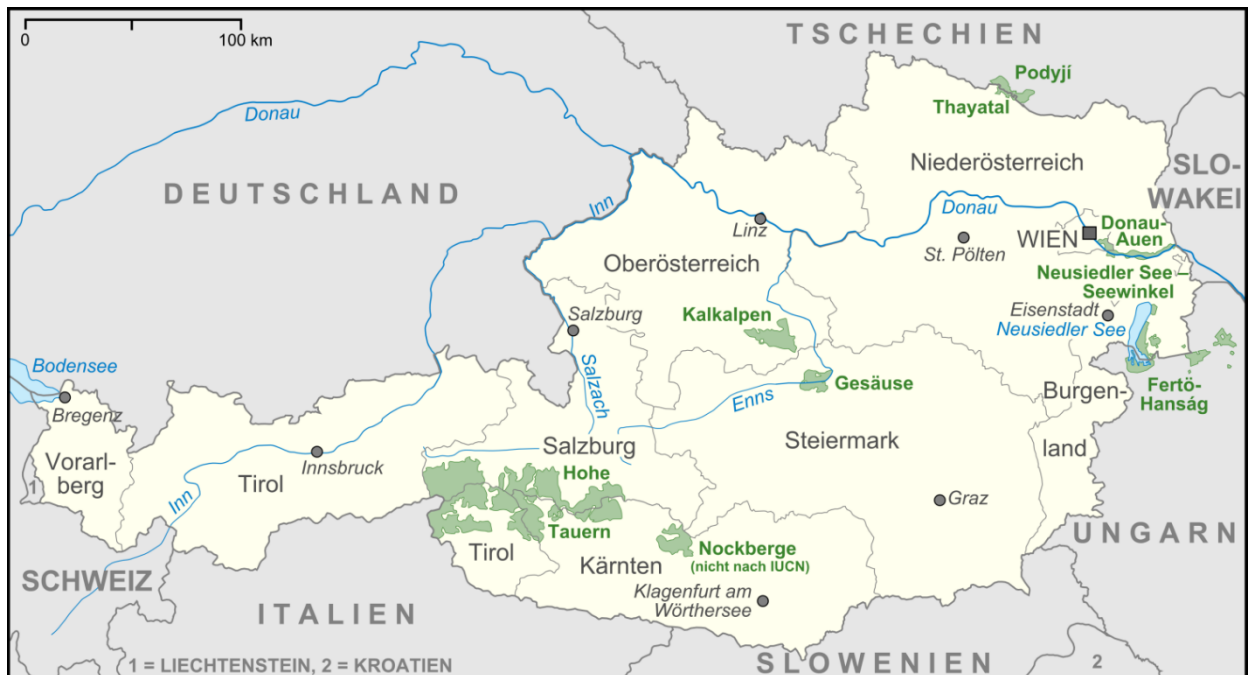 0
100 km
TSCHECHIEN
Podyjí
Thayatal
Donau
Niederösterreich
SLO-
WAKEI
DEUTSCHLAND
Inn
Linz
Donau
St. Pölten
WIEN
Donau-
Auen
Oberösterreich
Neusiedler See –
Seewinkel
Salzburg
Kalkalpen
Eisenstadt
Neusiedler See
Bodensee
Bregenz
Salzach
Gesäuse
Enns
Burgen-
land
Fertö-
Hanság
Vorarl-
berg
1
Innsbruck
Tirol
Inn
Salzburg
Steiermark
Hohe
Tauern
Graz
Tirol
Kärnten
Nockberge
(nicht nach IUCN)
Klagenfurt am
Wörthersee
UNGARN
SCHWEIZ
ITALIEN
SLOWENIEN
2
1 = LIECHTENSTEIN, 2 = KROATIEN